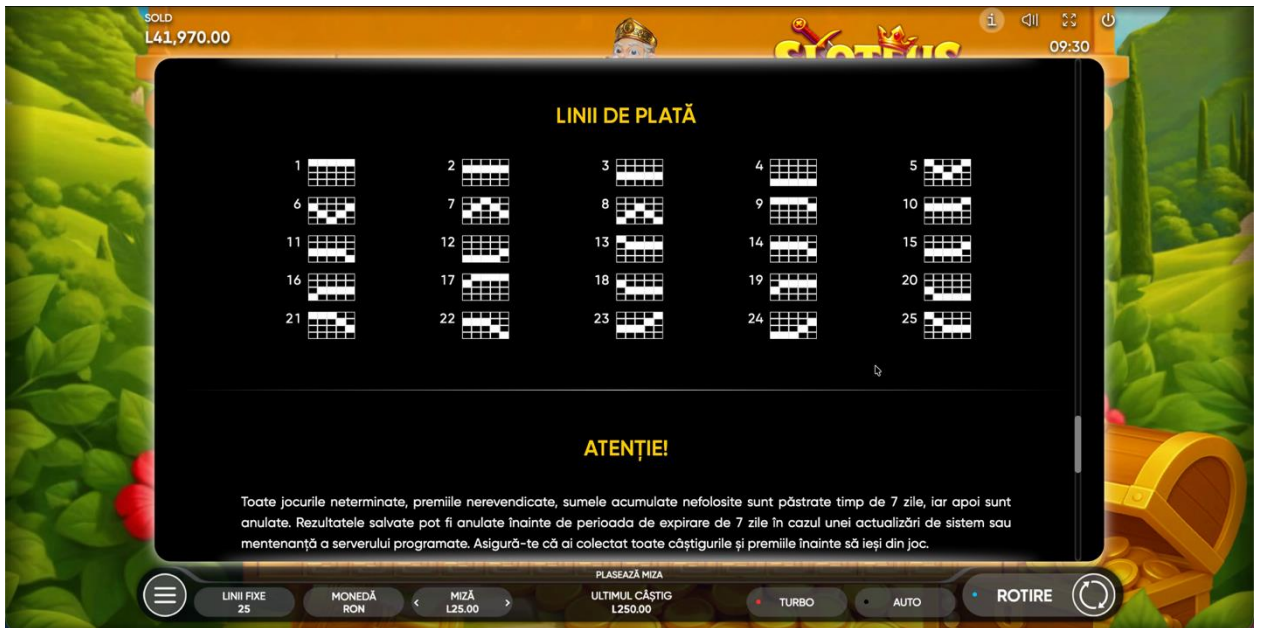 SOLD
L41,970.00
09:30
LINII DE PLATĂ
1 2 3 4 5
6 7 8 9 10
11 12 13 14 15
16 17 18 19 20
21 22 23 24 25
ATENȚIE!
Toate jocurile neterminate, premiile nerevendicate, sumele acumulate nefolosite sunt păstrate timp de 7 zile, iar apoi sunt
anulate. Rezultatele salvate pot fi anulate înainte de perioada de expirare de 7 zile în cazul unei actualizări de sistem sau
mentenanță a serverului programate. Asigură-te că ai colectat toate câștigurile și premiile înainte să ieși din joc.
PLASEAZĂ MIZA
LINII FIXE
25
MONEDĂ
RON
MIZĂ
L25.00
ULTIMUL CÂȘTIG
L250.00
TURBO
AUTO
ROTIRE